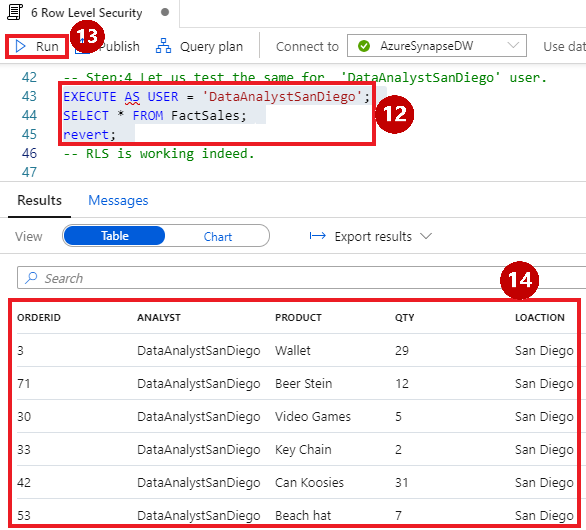 6 Row Level Security
13
Run Publish Query plan Connect to AzureSynapseDW Use dat
42 -- Step:4 Let us test the same for 'DataAnalystSanDiego' user.
43 EXECUTE AS USER = 'DataAnalystSanDiego';
44 SELECT * FROM FactSales;
12
45 revert;
46 -- RLS is working indeed.
47
Results Messages
View Table Chart Export results
Search
14
ORDERID ANALYST PRODUCT QTY LOACTION
3 DataAnalystSanDiego Wallet 29 San Diego
71 DataAnalystSanDiego Beer Stein 12 San Diego
30 DataAnalystSanDiego Video Games 5 San Diego
33 DataAnalystSanDiego Key Chain 2 San Diego
42 DataAnalystSanDiego Can Koosies 31 San Diego
53 DataAnalystSanDiego Beach hat 7 San Diego